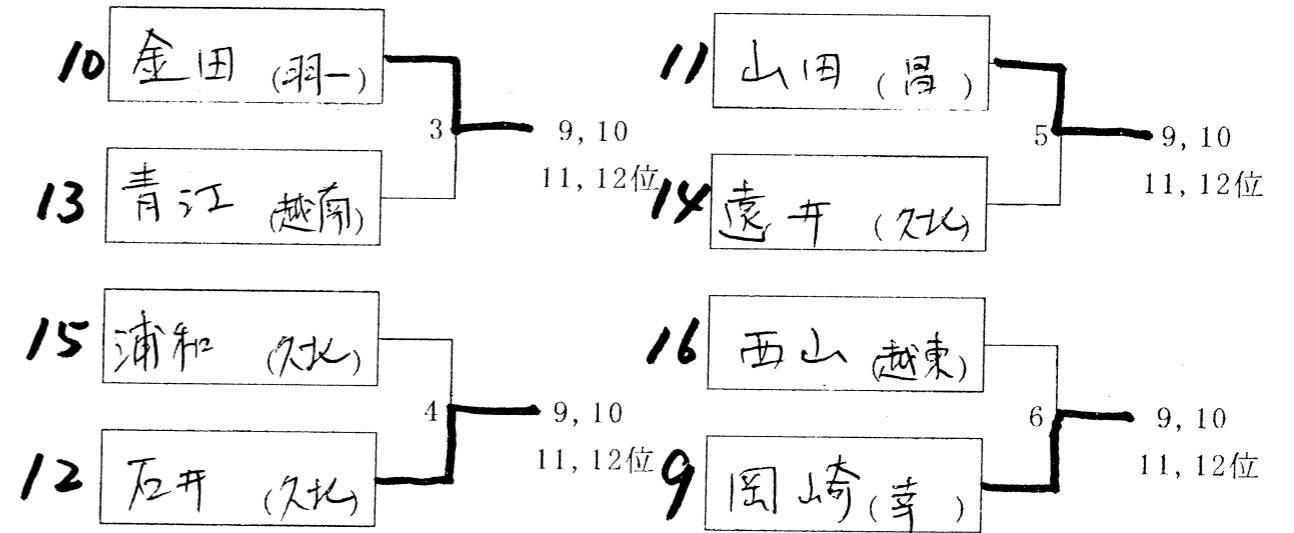 10 金田 (羽一)
3 9, 10
11, 12位
13 青江 (越南)
15 浦和 (久北)
4 9, 10
11, 12位
12 石井 (久北)
11 山田 (昌)
5 9, 10
11, 12位
14 遠井 (久北)
16 西山 (越東)
6 9, 10
11, 12位
9 岡崎 (幸)